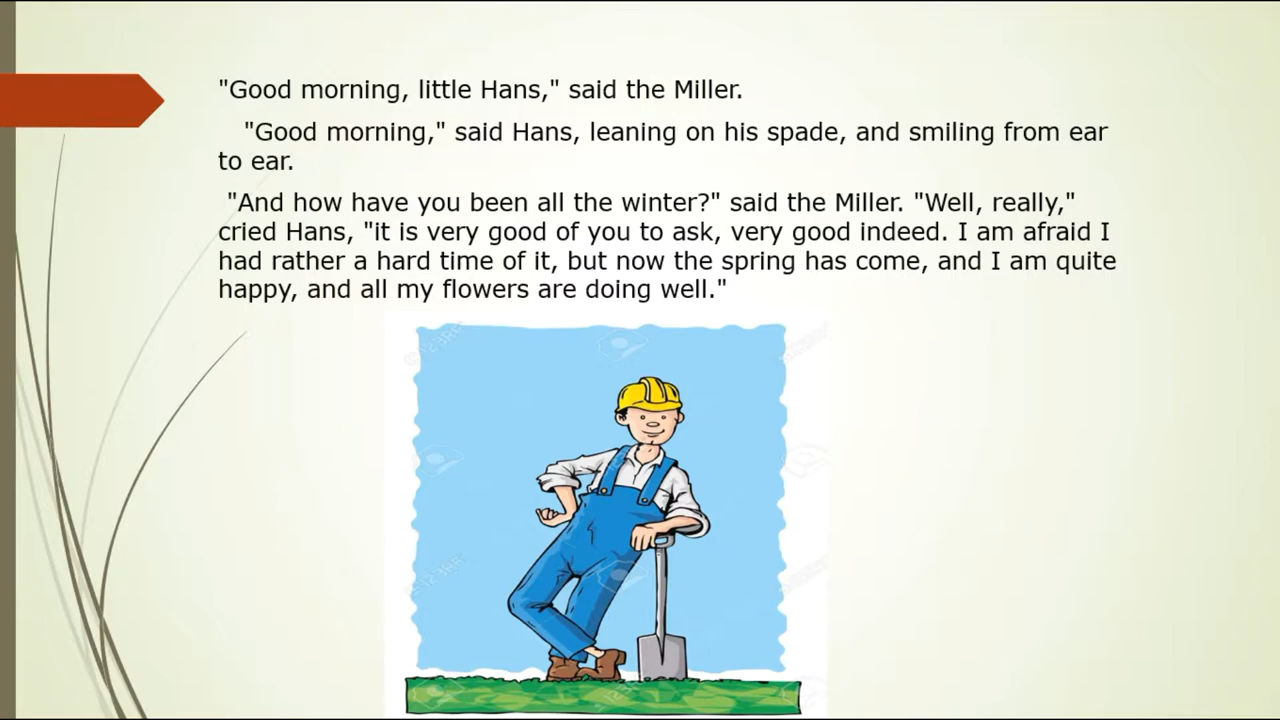 "Good morning, little Hans," said the Miller.
"Good morning," said Hans, leaning on his spade, and smiling from ear
to ear.
"And how have you been all the winter?" said the Miller. "Well, really,"
cried Hans, "it is very good of you to ask, very good indeed. I am afraid I
had rather a hard time of it, but now the spring has come, and I am quite
happy, and all my flowers are doing well."